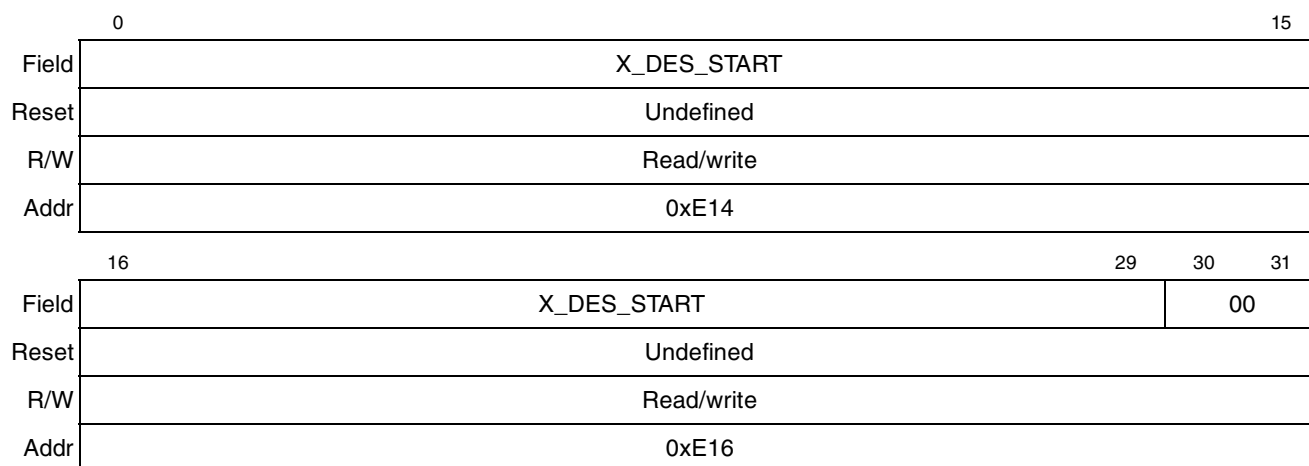 0 15
Field X_DES_START
Reset Undefined
R/W Read/write
Addr 0xE14
16 29 30 31
Field X_DES_START 00
Reset Undefined
R/W Read/write
Addr 0xE16